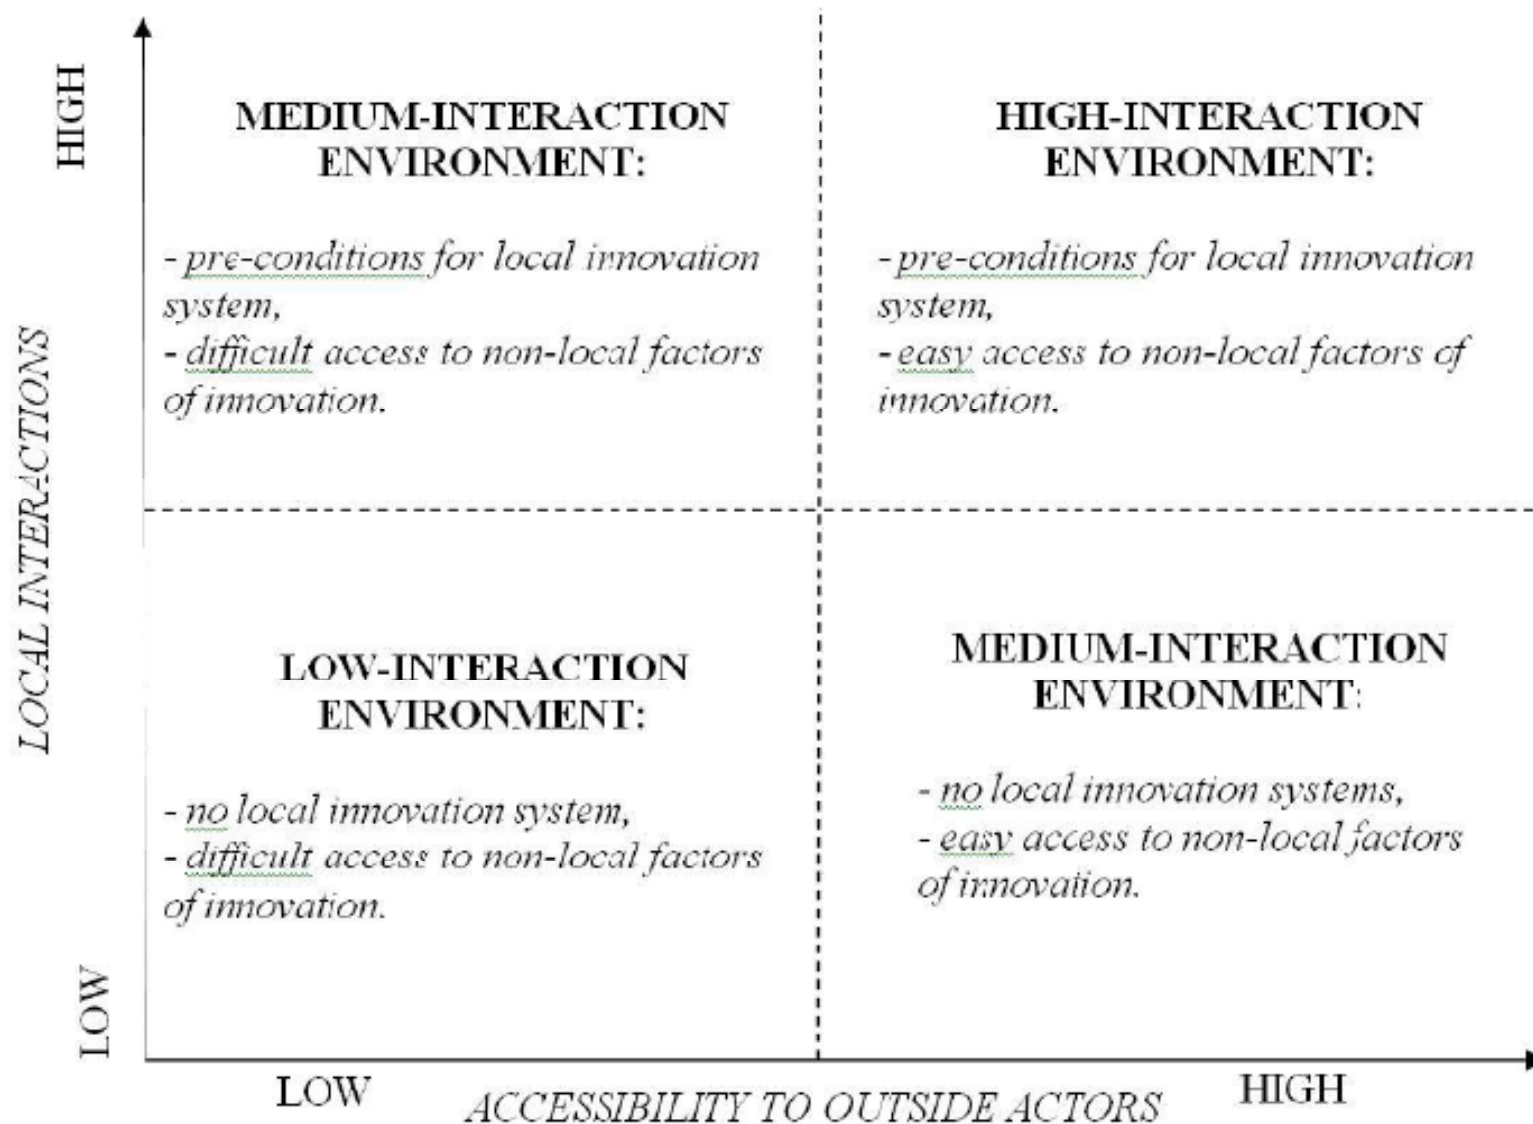 HIGH
MEDIUM-INTERACTION
ENVIRONMENT:
- pre-conditions for local innovation
system,
- difficult access to non-local factors
of innovation.
HIGH-INTERACTION
ENVIRONMENT:
- pre-conditions for local innovation
system,
- easy access to non-local factors of
innovation.
LOCAL INTERACTIONS
LOW-INTERACTION
ENVIRONMENT:
- no local innovation system,
- difficult access to non-local factors
of innovation.
MEDIUM-INTERACTION
ENVIRONMENT:
- no local innovation systems,
- easy access to non-local factors
of innovation.
LOW
LOW
ACCESSIBILITY TO OUTSIDE ACTORS
HIGH